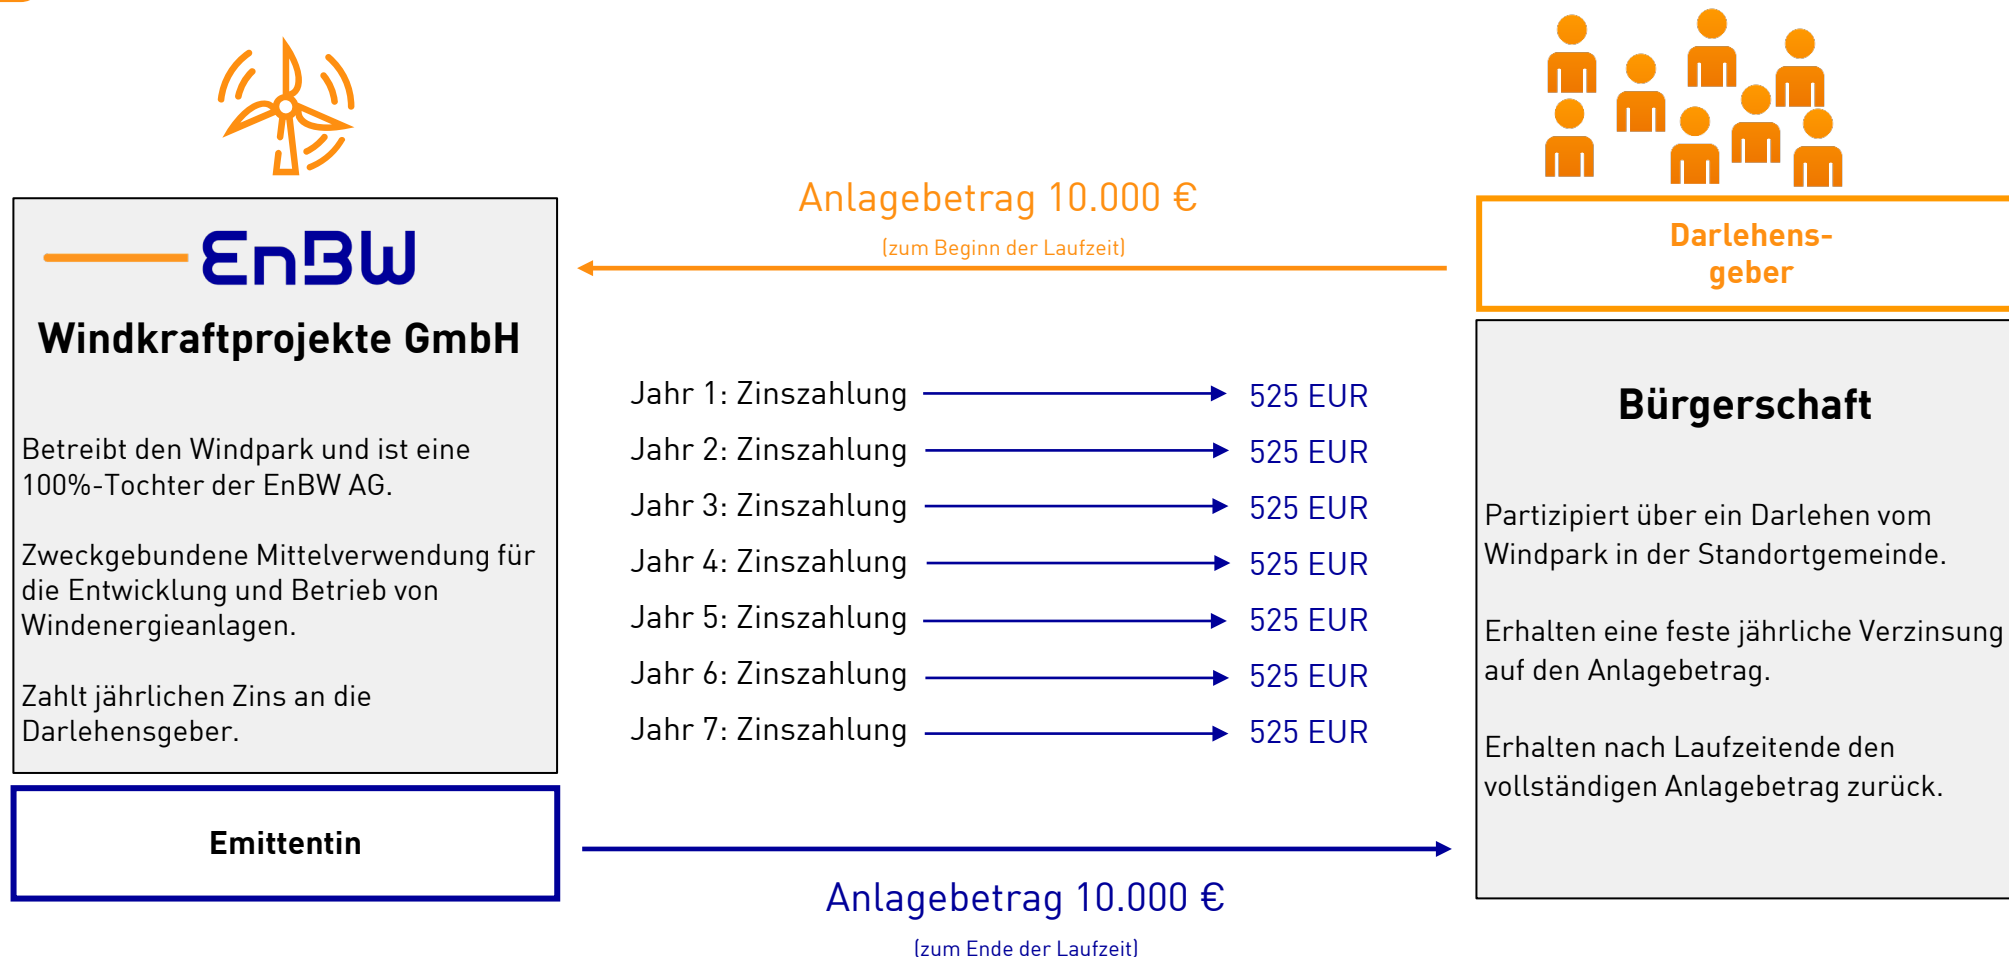 EnBW
Windkraftprojekte GmbH
Betreibt den Windpark und ist eine
100%-Tochter der EnBW AG.
Zweckgebundene Mittelverwendung für
die Entwicklung und Betrieb von
Windenergieanlagen.
Zahlt jährlichen Zins an die
Darlehensgeber.
Emittentin
Anlagebetrag 10.000 €
(zum Beginn der Laufzeit)
Jahr 1: Zinszahlung 525 EUR
Jahr 2: Zinszahlung 525 EUR
Jahr 3: Zinszahlung 525 EUR
Jahr 4: Zinszahlung 525 EUR
Jahr 5: Zinszahlung 525 EUR
Jahr 6: Zinszahlung 525 EUR
Jahr 7: Zinszahlung 525 EUR
Anlagebetrag 10.000 €
(zum Ende der Laufzeit)
Darlehens-
geber
Bürgerschaft
Partizipiert über ein Darlehen vom
Windpark in der Standortgemeinde.
Erhalten eine feste jährliche Verzinsung
auf den Anlagebetrag.
Erhalten nach Laufzeitende den
vollständigen Anlagebetrag zurück.